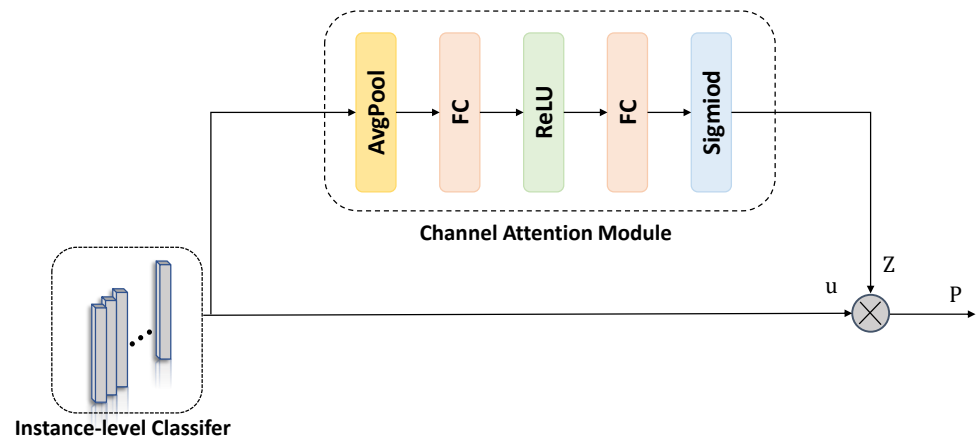 AvgPool
FC
ReLU
FC
Sigmiod
Channel Attention Module
Z
u
P
Instance-level Classifer